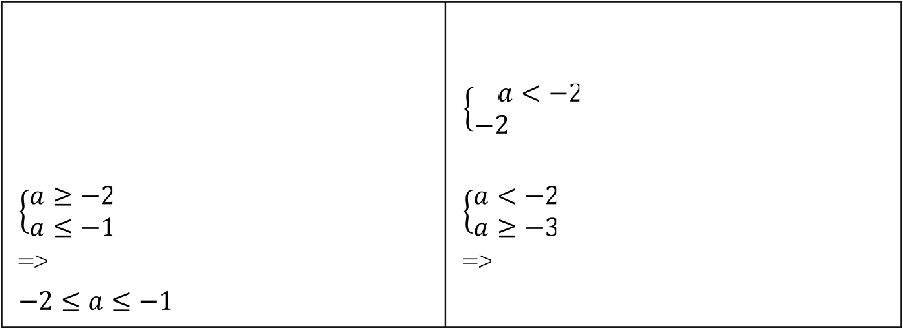 {a ≥ −2
a ≤ −1
=>
−2 ≤ a ≤ −1
{a < −2
−2
{a < −2
a ≥ −3
=>